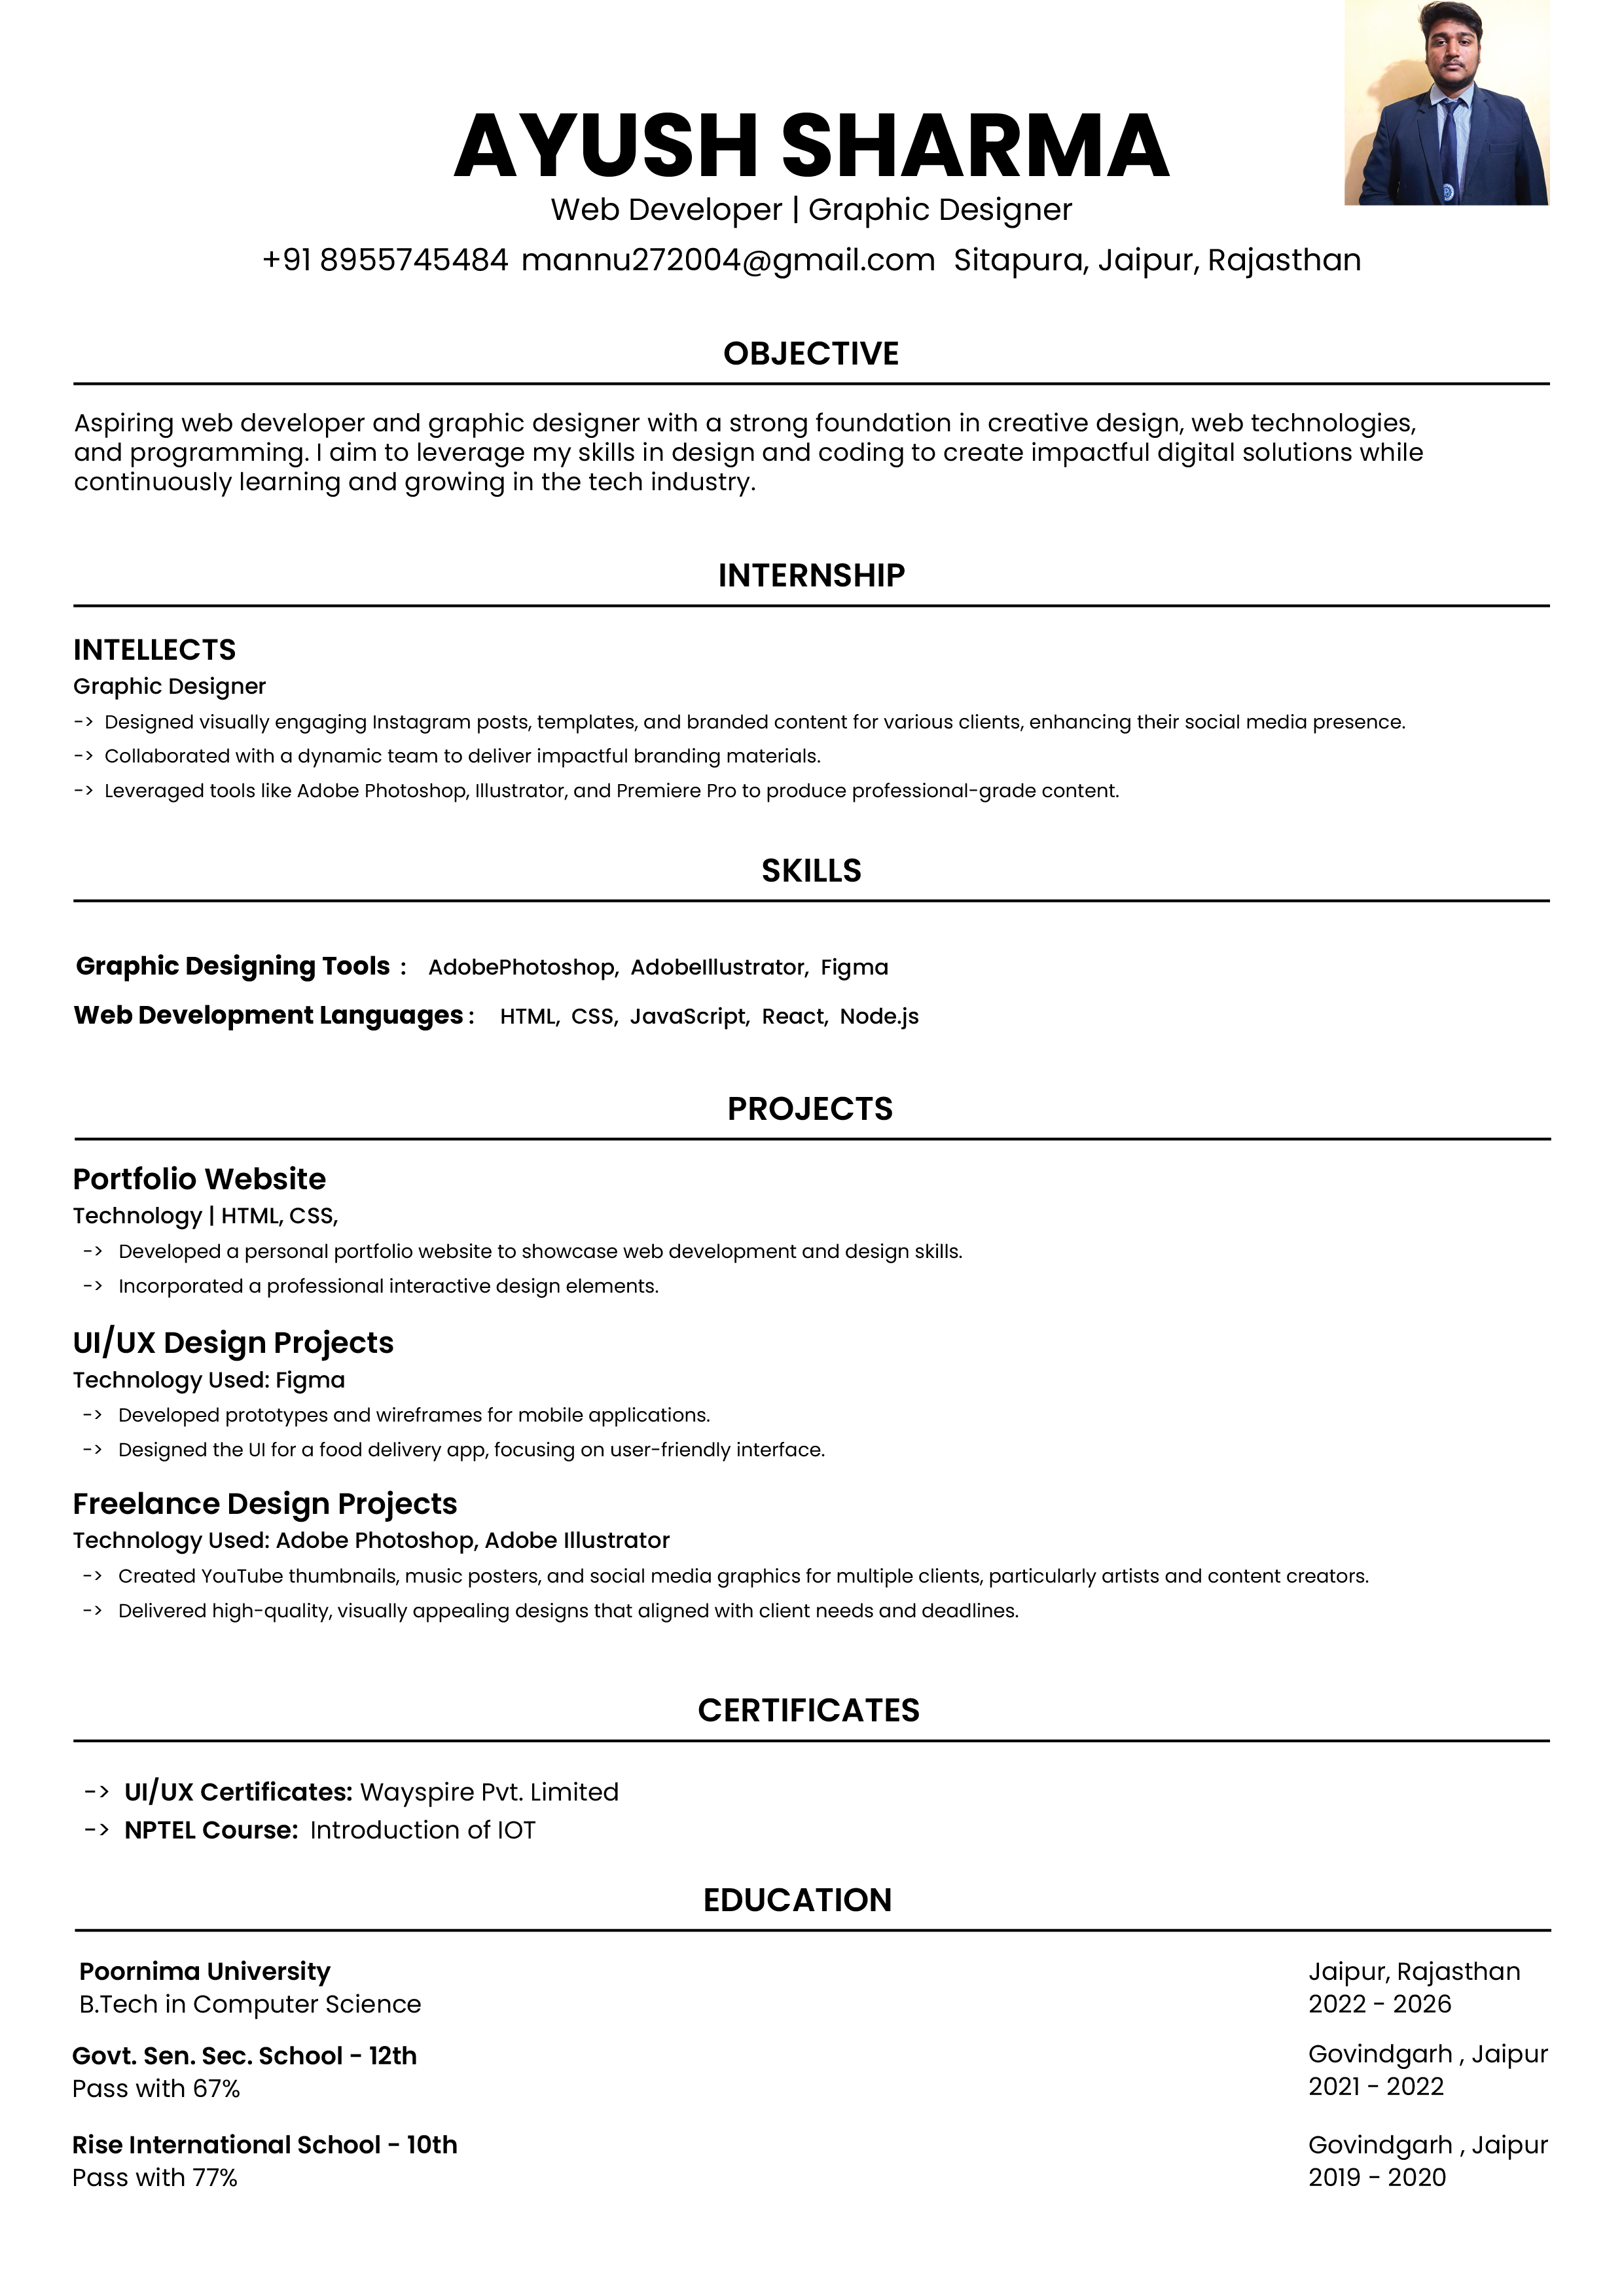 AYUSH SHARMA
Web Developer | Graphic Designer
+91 8955745484 mannu272004@gmail.com Sitapura, Jaipur, Rajasthan
OBJECTIVE
Aspiring web developer and graphic designer with a strong foundation in creative design, web technologies,
and programming. I aim to leverage my skills in design and coding to create impactful digital solutions while
continuously learning and growing in the tech industry.
INTERNSHIP
INTELLECTS
Graphic Designer
-> Designed visually engaging Instagram posts, templates, and branded content for various clients, enhancing their social media presence.
-> Collaborated with a dynamic team to deliver impactful branding materials.
-> Leveraged tools like Adobe Photoshop, Illustrator, and Premiere Pro to produce professional-grade content.
SKILLS
Graphic Designing Tools : AdobePhotoshop, AdobeIllustrator, Figma
Web Development Languages : HTML, CSS, JavaScript, React, Node.js
PROJECTS
Portfolio Website
Technology | HTML, CSS,
-> Developed a personal portfolio website to showcase web development and design skills.
-> Incorporated a professional interactive design elements.
UI/UX Design Projects
Technology Used: Figma
-> Developed prototypes and wireframes for mobile applications.
-> Designed the UI for a food delivery app, focusing on user-friendly interface.
Freelance Design Projects
Technology Used: Adobe Photoshop, Adobe Illustrator
-> Created YouTube thumbnails, music posters, and social media graphics for multiple clients, particularly artists and content creators.
-> Delivered high-quality, visually appealing designs that aligned with client needs and deadlines.
CERTIFICATES
-> UI/UX Certificates: Wayspire Pvt. Limited
-> NPTEL Course: Introduction of IOT
EDUCATION
Poornima University Jaipur, Rajasthan
B.Tech in Computer Science 2022 - 2026
Govt. Sen. Sec. School - 12th Govindgarh , Jaipur
Pass with 67% 2021 - 2022
Rise International School - 10th Govindgarh , Jaipur
Pass with 77% 2019 - 2020